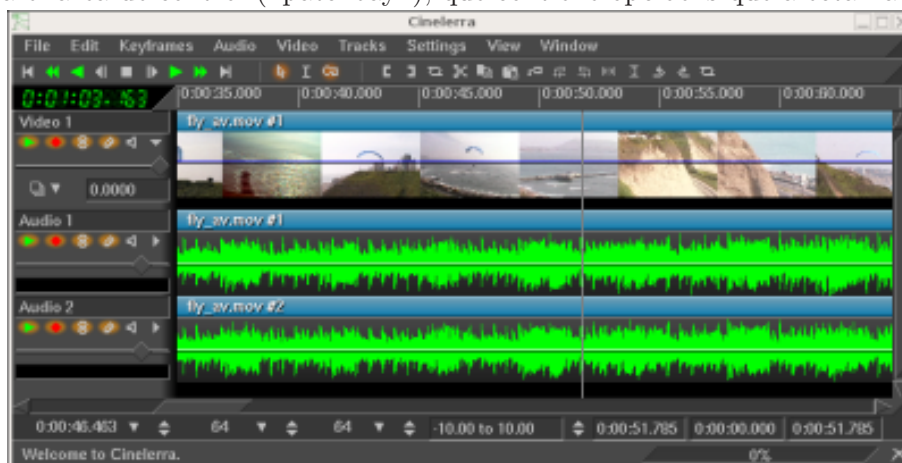 Cinelerra
File Edit Keyframes Audio Video Tracks Settings View Window
0:01:03.163 0:00:35.000 0:00:40.000 0:00:45.000 0:00:50.000 0:00:55.000 0:00:60.000
Video 1 fly_av.mov #1
0.0000
Audio 1 fly_av.mov #1
Audio 2 fly_av.mov #2
0:00:46.463 64 64 -10.00 to 10.00 0:00:51.785 0:00:00.000 0:00:51.785
Welcome to Cinelerra. 0%